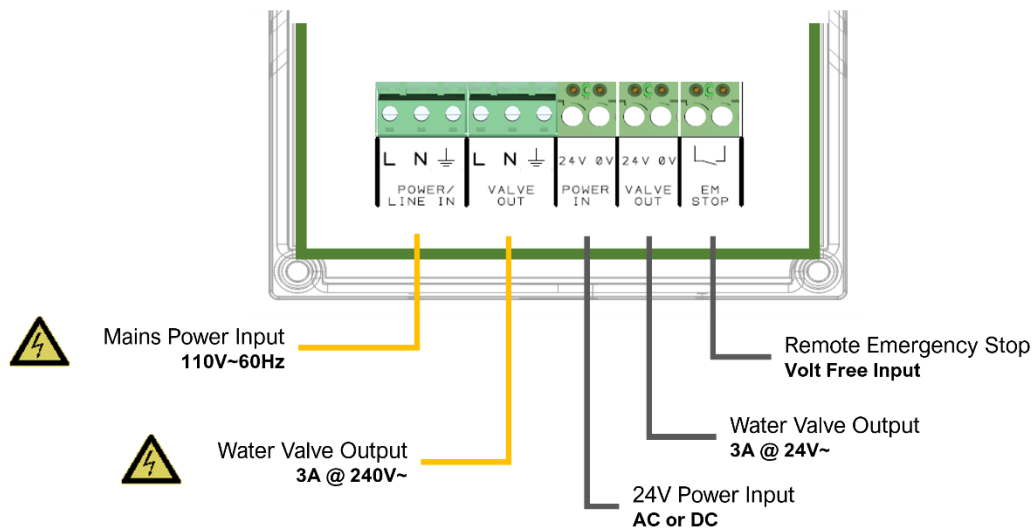 L N L N 24V 0V 24V 0V
POWER/
LINE IN
VALVE
OUT
POWER
IN
VALVE
OUT
EM
STOP
Mains Power Input
110V~60Hz
Remote Emergency Stop
Volt Free Input
Water Valve Output
3A @ 240V~
Water Valve Output
3A @ 24V~
24V Power Input
AC or DC